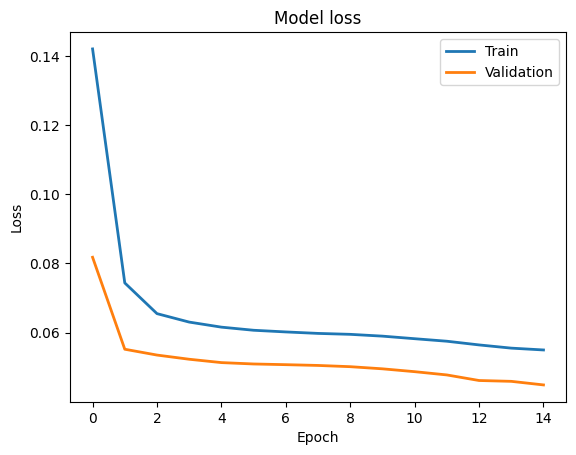 Model loss
Train
Validation
0.14
0.12
0.10
0.08
0.06
Loss
0 2 4 6 8 10 12 14
Epoch